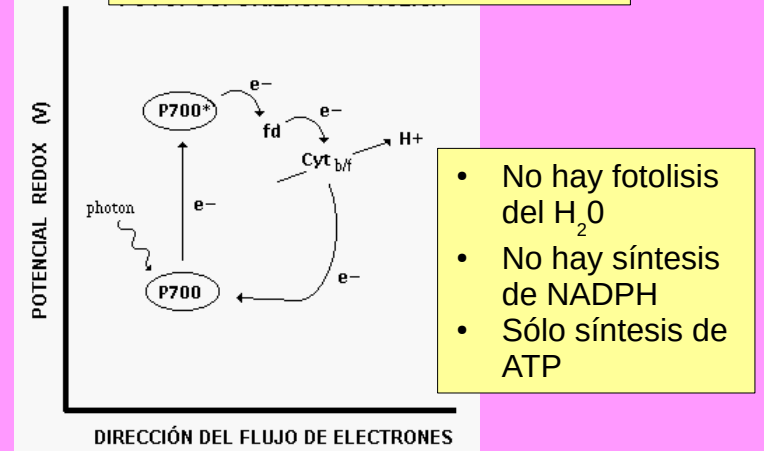 POTENCIAL REDOX (V)
P700*
e−
fd
e−
Cyt b/f
H+
photon
e−
P700
e−
DIRECCIÓN DEL FLUJO DE ELECTRONES
• No hay fotolisis
del H20
• No hay síntesis
de NADPH
• Sólo síntesis de
ATP